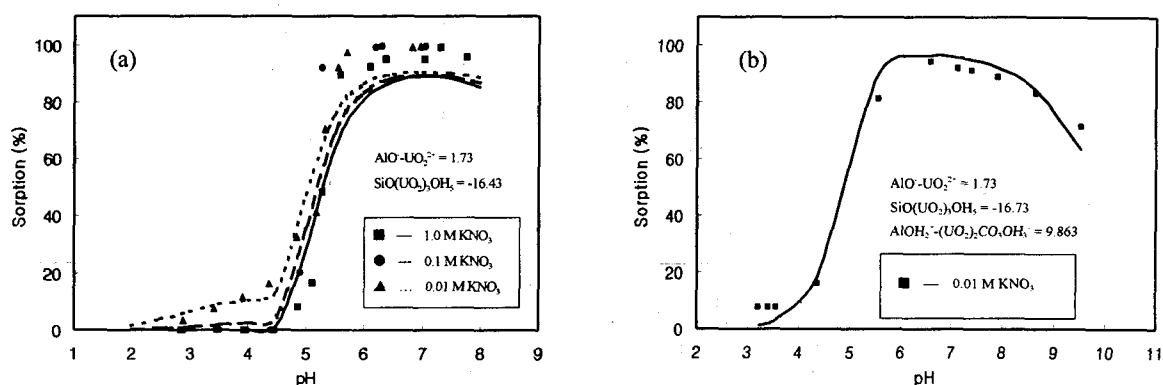 (a)
Sorption (%)
100
80
60
40
20
0
1 2 3 4 5 6 7 8 9
pH
AlO⁻-UO₂²⁺ = 1.73
SiO(UO₂)₃OH₅ = -16.43
1.0 M KNO₃
0.1 M KNO₃
0.01 M KNO₃
(b)
Sorption (%)
100
80
60
40
20
0
2 3 4 5 6 7 8 9 10 11
pH
AlO⁻-UO₂²⁺ = 1.73
SiO(UO₂)₃OH₅ = -16.73
AlOH₂⁻-(UO₂)₂CO₃OH₃⁻ = 9.863
0.01 M KNO₃